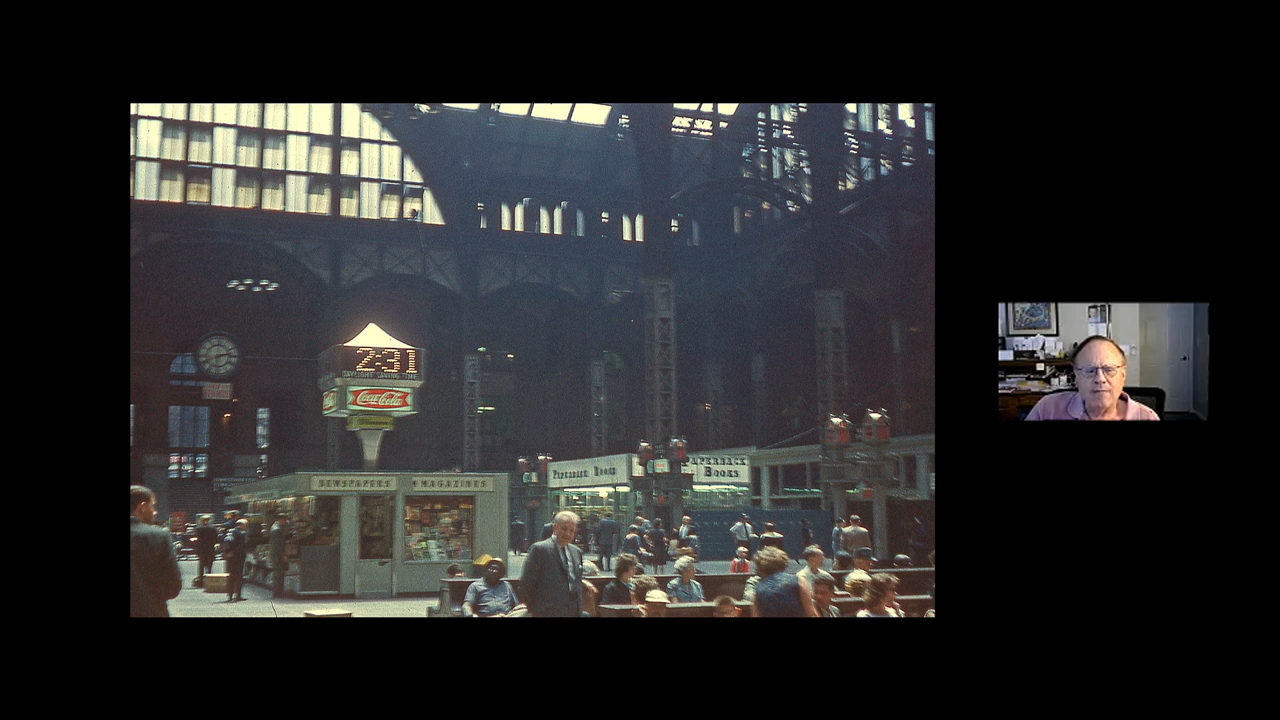 2:31
DAYLIGHT SAVING TIME
Coca-Cola
PAPERBACK BOOKS
PAPERBACK
BOOKS
NEWSPAPERS
MAGAZINES